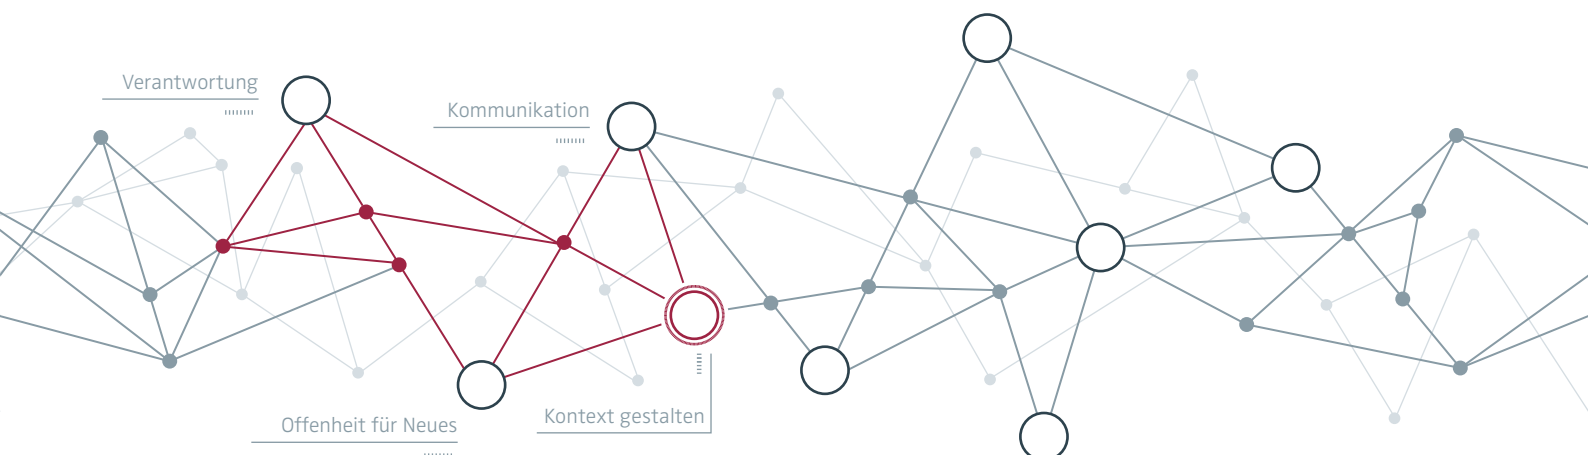 Verantwortung
Kommunikation
Offenheit für Neues
Kontext gestalten